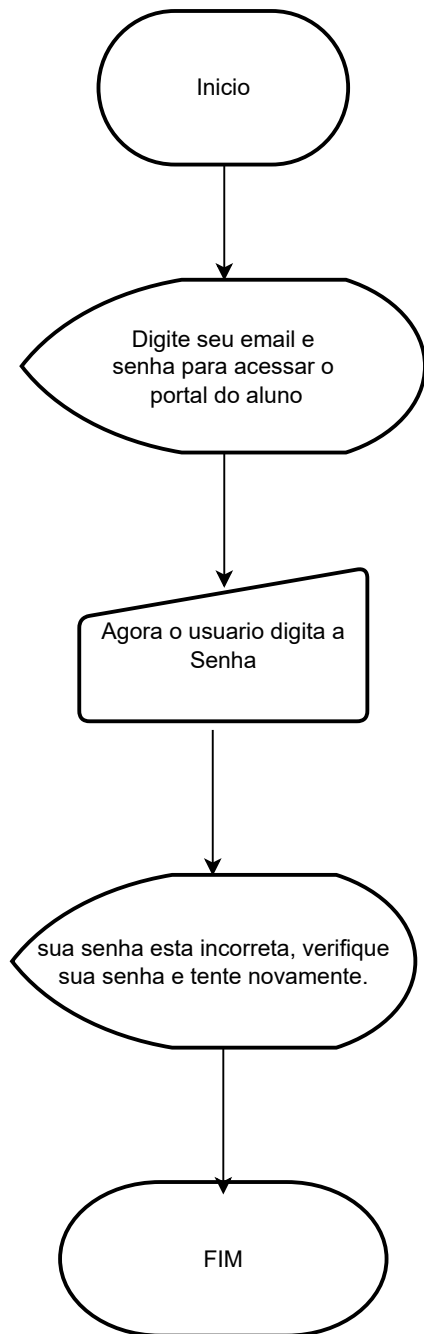 Inicio
Digite seu email e
senha para acessar o
portal do aluno
Agora o usuario digita a
Senha
sua senha esta incorreta, verifique
sua senha e tente novamente.
FIM